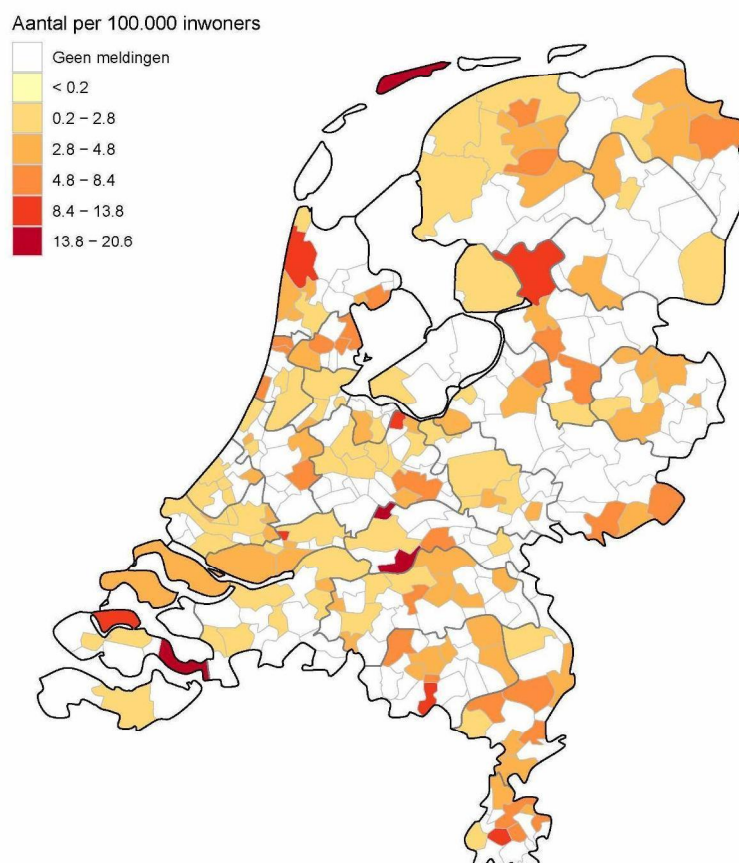 Aantal per 100.000 inwoners
Geen meldingen
< 0.2
0.2 – 2.8
2.8 – 4.8
4.8 – 8.4
8.4 – 13.8
13.8 – 20.6